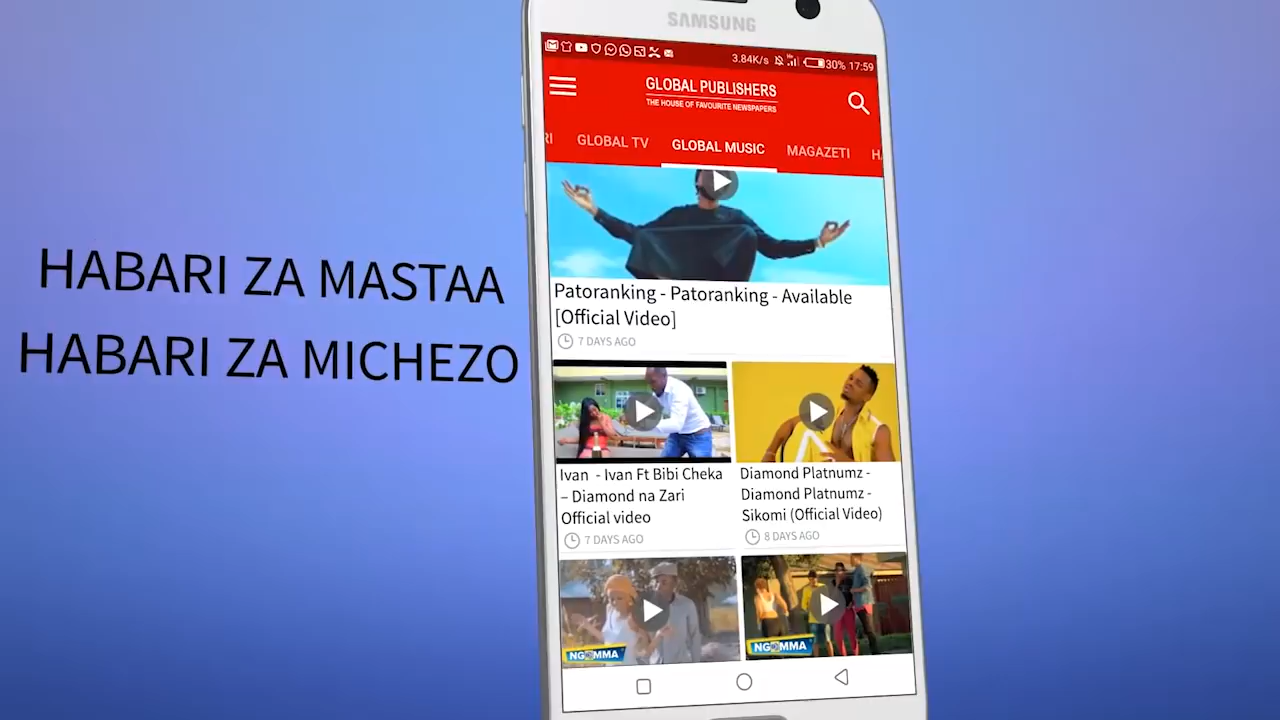 SAMSUNG
3.84K/s 30% 17:59
GLOBAL PUBLISHERS
THE HOUSE OF FAVOURITE NEWSPAPERS
GLOBAL TV GLOBAL MUSIC MAGAZETI
HABARI ZA MASTAA
HABARI ZA MICHEZO
Patoranking - Patoranking - Available
[Official Video]
7 DAYS AGO
Ivan - Ivan Ft Bibi Cheka
– Diamond na Zari
Official video
7 DAYS AGO
Diamond Platnumz -
Diamond Platnumz -
Sikomi (Official Video)
8 DAYS AGO
NGOMMA
NGOMMA